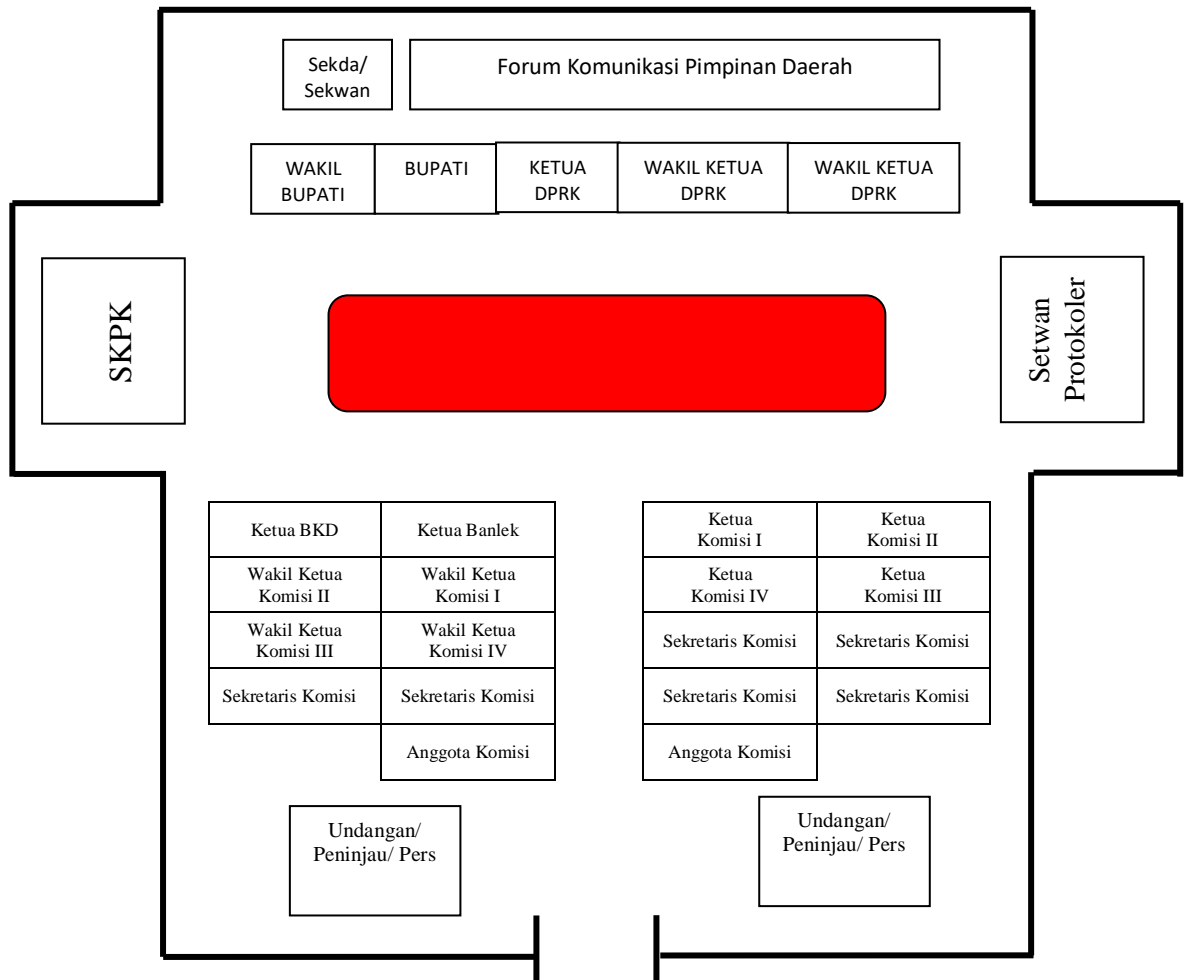 Sekda/
Sekwan
Forum Komunikasi Pimpinan Daerah
WAKIL
BUPATI
BUPATI
KETUA
DPRK
WAKIL KETUA
DPRK
WAKIL KETUA
DPRK
SKPK
Setwan
Protokoler
Ketua BKD
Ketua Banlek
Wakil Ketua
Komisi II
Wakil Ketua
Komisi I
Wakil Ketua
Komisi III
Wakil Ketua
Komisi IV
Sekretaris Komisi
Sekretaris Komisi
Anggota Komisi
Ketua
Komisi I
Ketua
Komisi II
Ketua
Komisi IV
Ketua
Komisi III
Sekretaris Komisi
Sekretaris Komisi
Sekretaris Komisi
Sekretaris Komisi
Anggota Komisi
Undangan/
Peninjau/ Pers
Undangan/
Peninjau/ Pers